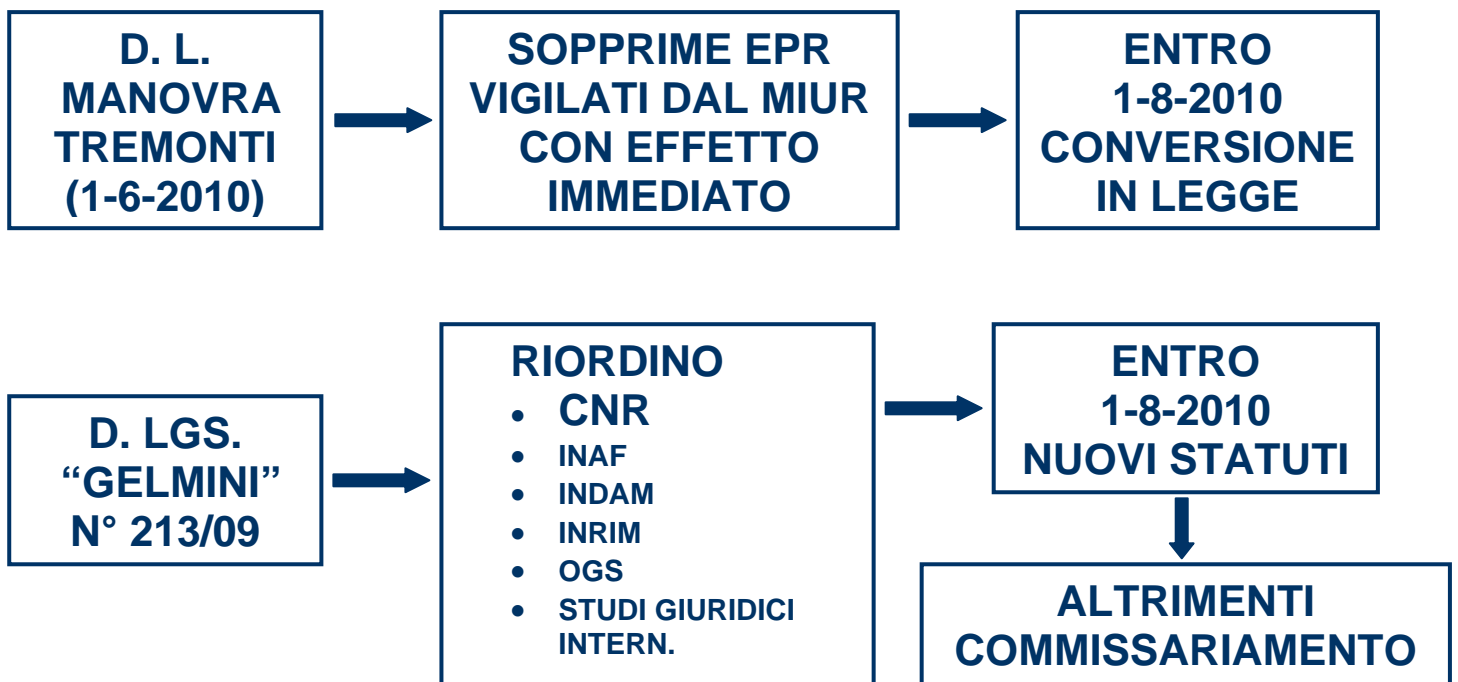 D. L.
MANOVRA
TREMONTI
(1-6-2010)
SOPPRIME EPR
VIGILATI DAL MIUR
CON EFFETTO
IMMEDIATO
ENTRO
1-8-2010
CONVERSIONE
IN LEGGE
D. LGS.
“GELMINI”
N° 213/09
RIORDINO
• CNR
• INAF
• INDAM
• INRIM
• OGS
• STUDI GIURIDICI
INTERN.
ENTRO
1-8-2010
NUOVI STATUTI
ALTRIMENTI
COMMISSARIAMENTO